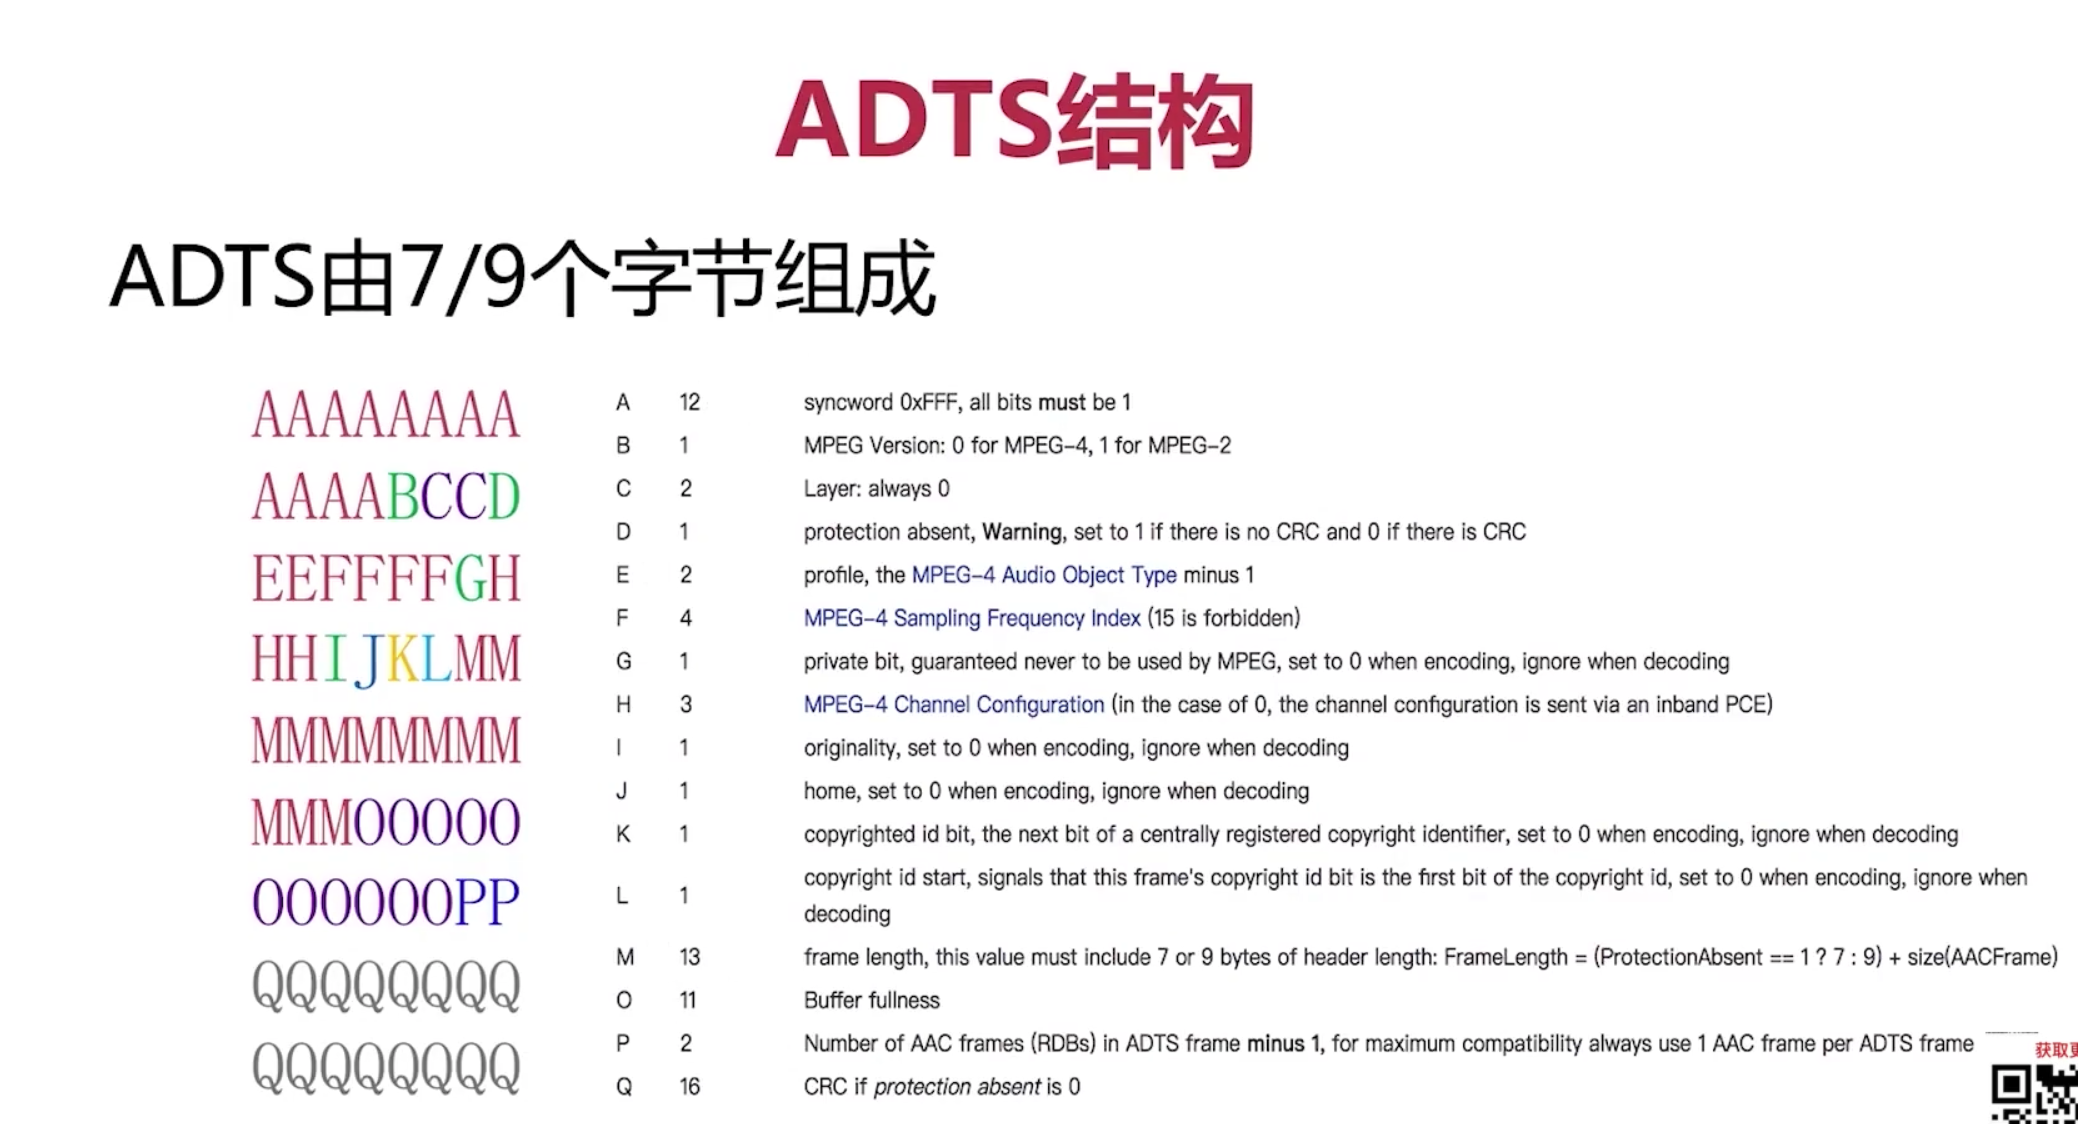 ADTS结构
ADTS由7/9个字节组成
AAAAAAAA
AAAABCCD
EEFFFFGH
HHIJKLMM
MMMMMMMM
MMMOOOOO
OOOOOOPP
QQQQQQQQ
QQQQQQQQ
A 12 syncword 0xFFF, all bits must be 1
B 1 MPEG Version: 0 for MPEG-4, 1 for MPEG-2
C 2 Layer: always 0
D 1 protection absent, Warning, set to 1 if there is no CRC and 0 if there is CRC
E 2 profile, the MPEG-4 Audio Object Type minus 1
F 4 MPEG-4 Sampling Frequency Index (15 is forbidden)
G 1 private bit, guaranteed never to be used by MPEG, set to 0 when encoding, ignore when decoding
H 3 MPEG-4 Channel Configuration (in the case of 0, the channel configuration is sent via an inband PCE)
I 1 originality, set to 0 when encoding, ignore when decoding
J 1 home, set to 0 when encoding, ignore when decoding
K 1 copyrighted id bit, the next bit of a centrally registered copyright identifier, set to 0 when encoding, ignore when decoding
L 1 copyright id start, signals that this frame's copyright id bit is the first bit of the copyright id, set to 0 when encoding, ignore when
decoding
M 13 frame length, this value must include 7 or 9 bytes of header length: FrameLength = (ProtectionAbsent == 1 ? 7 : 9) + size(AACFrame)
O 11 Buffer fullness
P 2 Number of AAC frames (RDBs) in ADTS frame minus 1, for maximum compatibility always use 1 AAC frame per ADTS frame
Q 16 CRC if protection absent is 0
获取